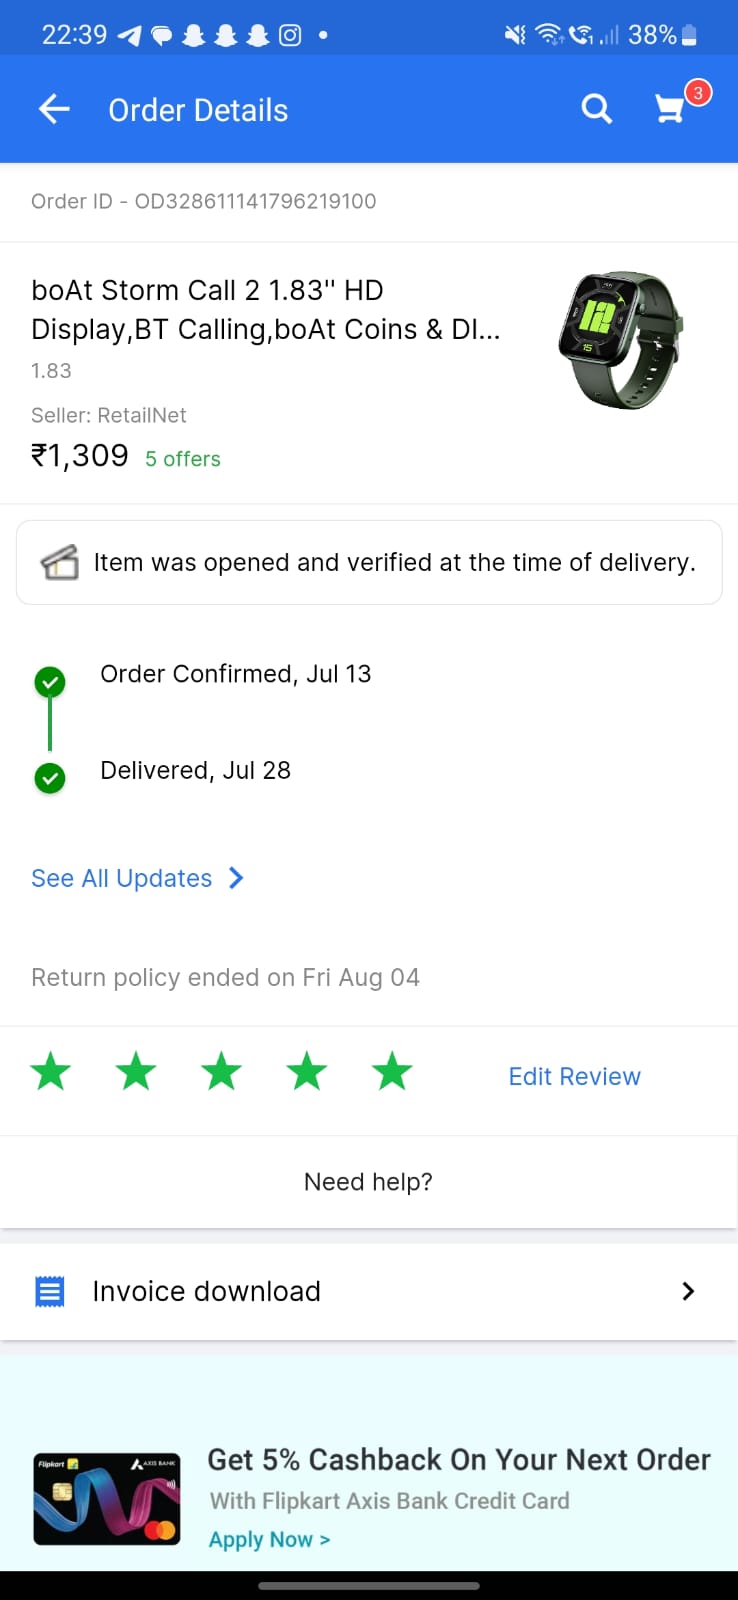 22:39
38%
Order Details
3
Order ID - OD328611141796219100
boAt Storm Call 2 1.83" HD
Display,BT Calling,boAt Coins & DI...
1.83
Seller: RetailNet
₹1,309 5 offers
12
15
Item was opened and verified at the time of delivery.
Order Confirmed, Jul 13
Delivered, Jul 28
See All Updates
Return policy ended on Fri Aug 04
Edit Review
Need help?
Invoice download
Get 5% Cashback On Your Next Order
With Flipkart Axis Bank Credit Card
Apply Now >
Flipkart
AXIS BANK